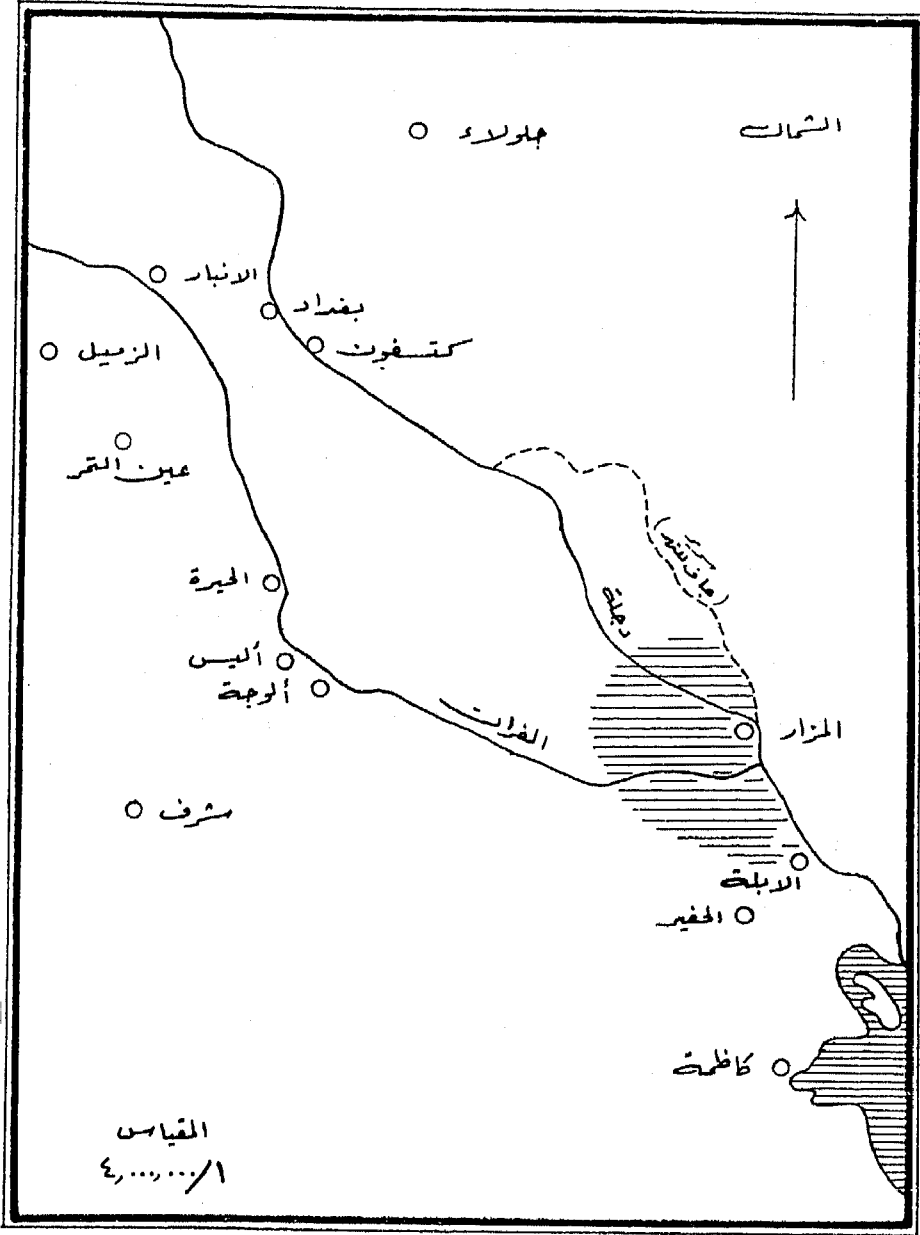 الشمال
جلولاء
الانبار
بغداد
كتسفون
الزميل
عين التمر
الحيرة
أليس
ألوجة
دجلة
الفرات
المزار
مشرف
الابلة
الحفير
كاظمة
المقياس
٤,٠٠٠,٠٠٠/١